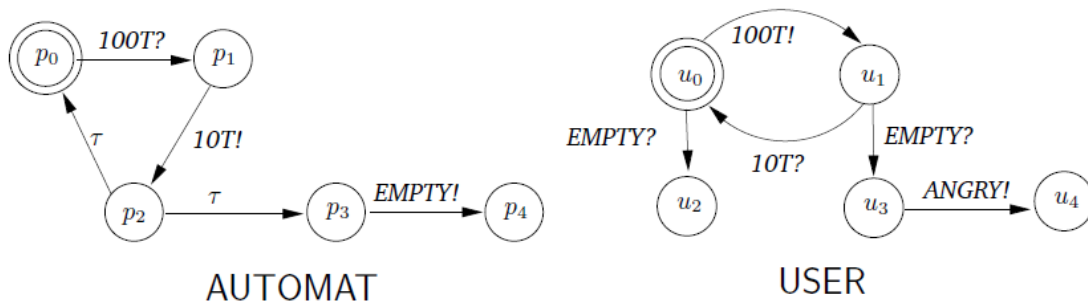 p0
100T?
p1
τ
10T!
p2
τ
p3
EMPTY!
p4
AUTOMAT
100T!
u0
u1
EMPTY?
10T?
EMPTY?
u2
u3
ANGRY!
u4
USER